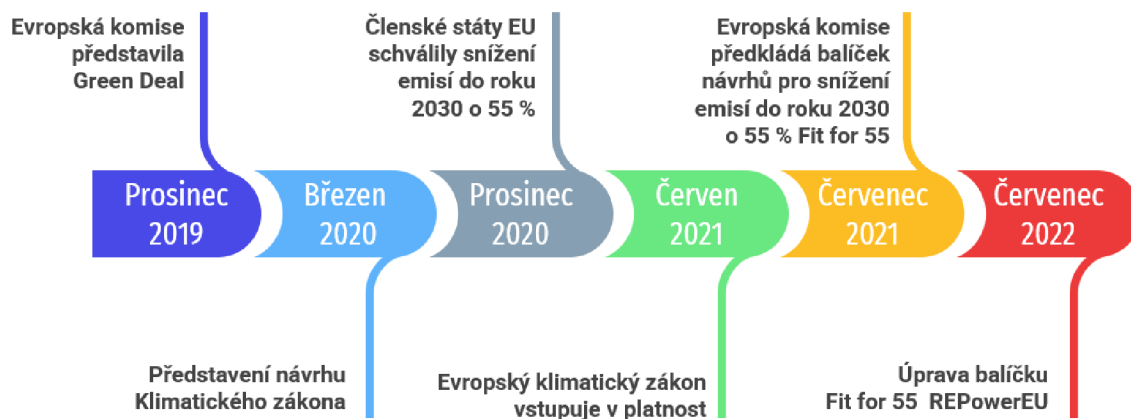 Evropská komise
představila
Green Deal
Členské státy EU
schválily snížení
emisí do roku
2030 o 55 %
Evropská komise
předkládá balíček
návrhů pro snížení
emisí do roku 2030
o 55 % Fit for 55
Prosinec
2019
Březen
2020
Prosinec
2020
Červen
2021
Červenec
2021
Červenec
2022
Představení návrhu
Klimatického zákona
Evropský klimatický zákon
vstupuje v platnost
Úprava balíčku
Fit for 55 REPowerEU